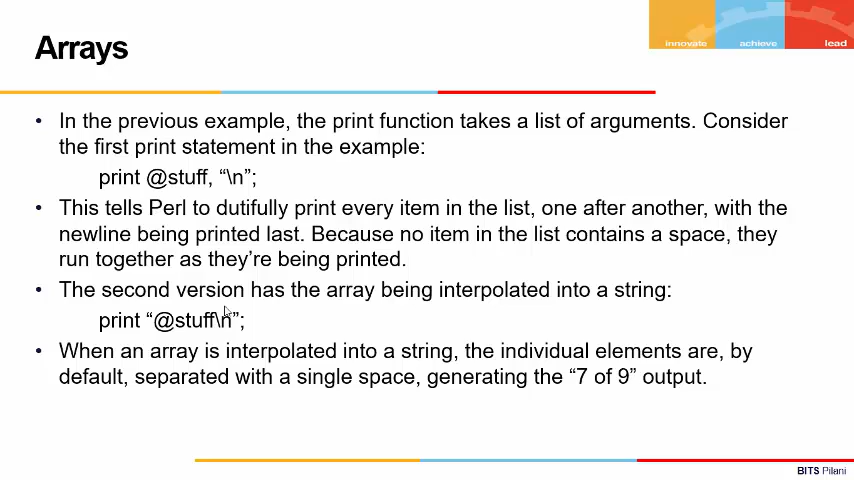 innovate achieve lead
Arrays
• In the previous example, the print function takes a list of arguments. Consider
the first print statement in the example:
print @stuff, “\n”;
• This tells Perl to dutifully print every item in the list, one after another, with the
newline being printed last. Because no item in the list contains a space, they
run together as they’re being printed.
• The second version has the array being interpolated into a string:
print “@stuff\n”;
• When an array is interpolated into a string, the individual elements are, by
default, separated with a single space, generating the “7 of 9” output.
BITS Pilani